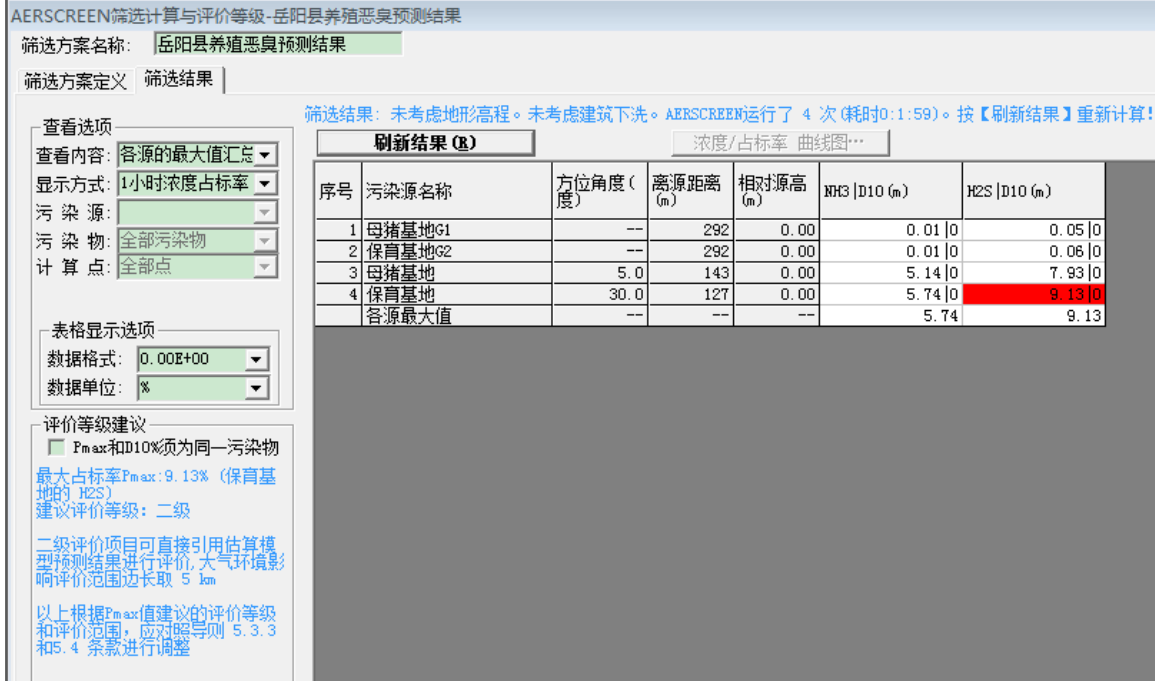 AERSCREEN筛选计算与评价等级-岳阳县养殖恶臭预测结果
筛选方案名称: 岳阳县养殖恶臭预测结果
筛选方案定义 筛选结果
筛选结果: 未考虑地形高程。未考虑建筑下洗。AERSCREEN运行了 4 次(耗时0:1:59)。按【刷新结果】重新计算!
刷新结果(R) 浓度/占标率 曲线图…
查看选项
查看内容: 各源的最大值汇总
显示方式: 1小时浓度占标率
污 染 源:
污 染 物: 全部污染物
计 算 点: 全部点
表格显示选项
数据格式: 0.00E+00
数据单位: %
评价等级建议
Pmax和D10%须为同一污染物
最大占标率Pmax:9.13% (保育基
地的 H2S)
建议评价等级: 二级
二级评价项目可直接引用估算模
型预测结果进行评价,大气环境影
响评价范围边长取 5 km
以上根据Pmax值建议的评价等级
和评价范围,应对照导则 5.3.3
和5.4 条款进行调整
序号 污染源名称 方位角度(度) 离源距离(m) 相对源高(m) NH3|D10(m) H2S|D10(m)
1 母猪基地G1 -- 292 0.00 0.01|0 0.05|0
2 保育基地G2 -- 292 0.00 0.01|0 0.06|0
3 母猪基地 5.0 143 0.00 5.14|0 7.93|0
4 保育基地 30.0 127 0.00 5.74|0 9.13|0
各源最大值 -- -- -- 5.74 9.13